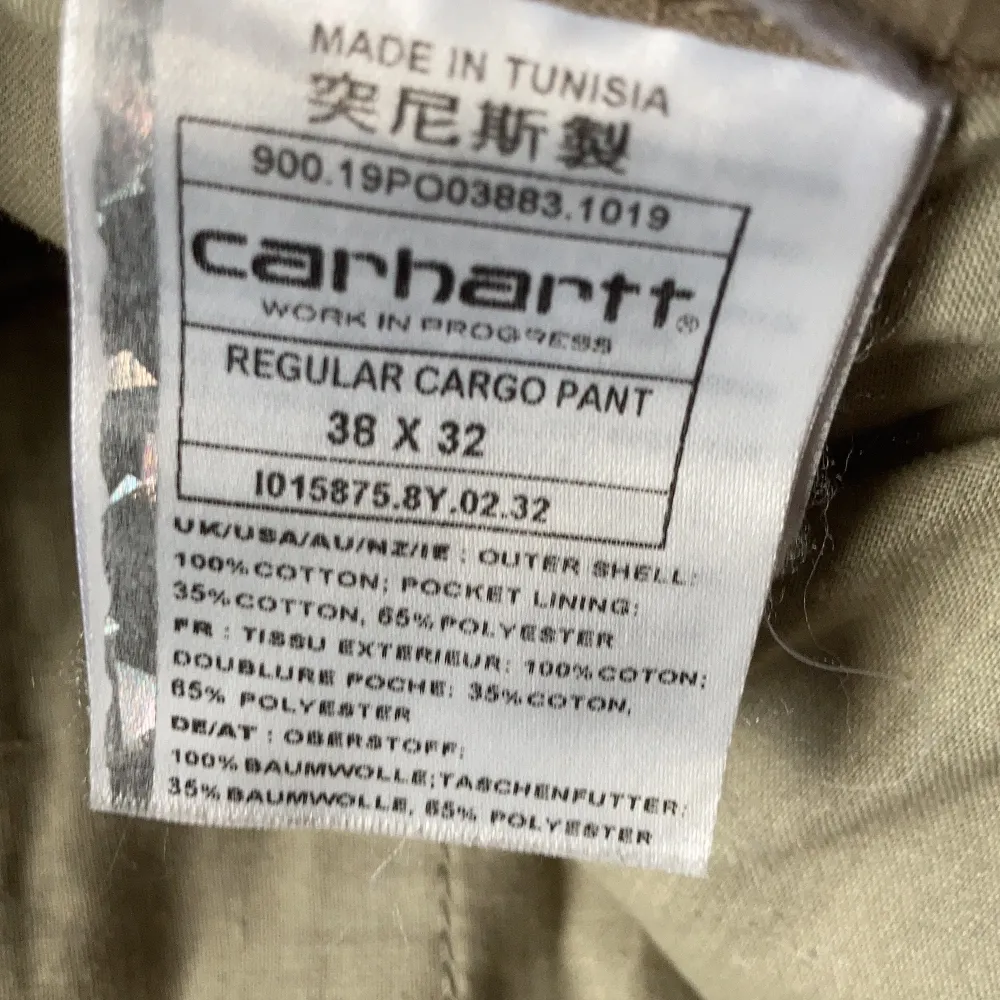 MADE IN TUNISIA
突尼斯製
900.19PO03883.1019
carhartt®
WORK IN PROGRESS
REGULAR CARGO PANT
38 X 32
I015875.8Y.02.32
UK/USA/AU/NZ/IE : OUTER SHELL:
100%COTTON; POCKET LINING:
35%COTTON, 65%POLYESTER
FR : TISSU EXTERIEUR: 100%COTON;
DOUBLURE POCHE: 35%COTON,
65% POLYESTER
DE/AT : OBERSTOFF:
100%BAUMWOLLE;TASCHENFUTTER:
35%BAUMWOLLE, 65% POLYESTER